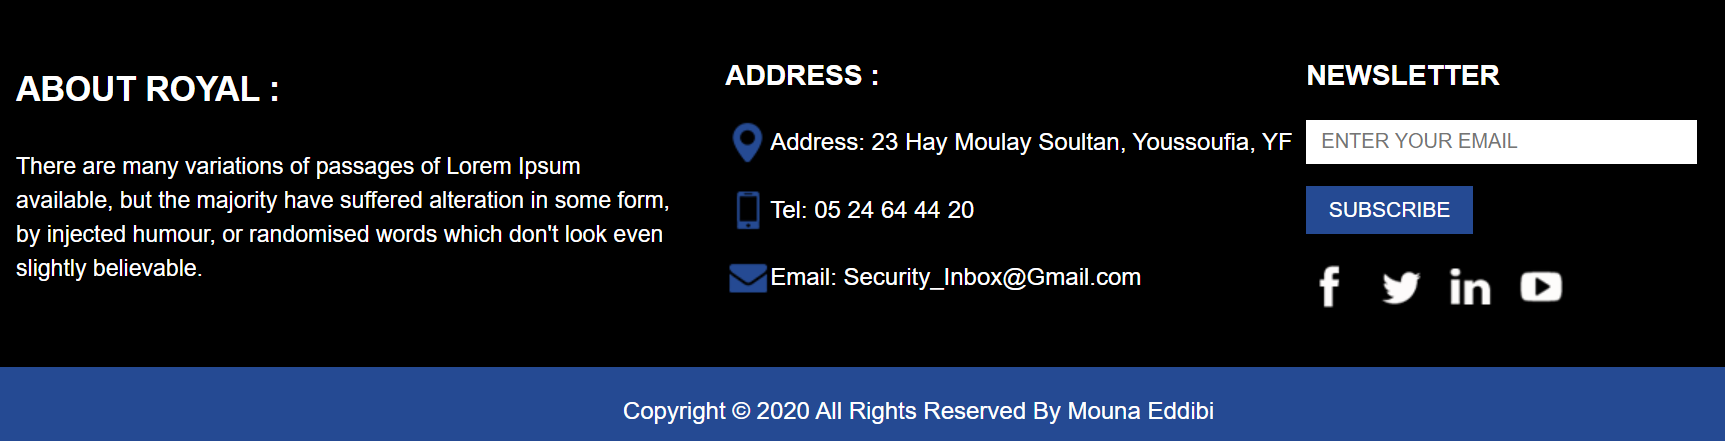 ABOUT ROYAL :
There are many variations of passages of Lorem Ipsum
available, but the majority have suffered alteration in some form,
by injected humour, or randomised words which don't look even
slightly believable.
ADDRESS :
Address: 23 Hay Moulay Soultan, Youssoufia, YF
Tel: 05 24 64 44 20
Email: Security_Inbox@Gmail.com
NEWSLETTER
ENTER YOUR EMAIL
SUBSCRIBE
f
in
Copyright © 2020 All Rights Reserved By Mouna Eddibi